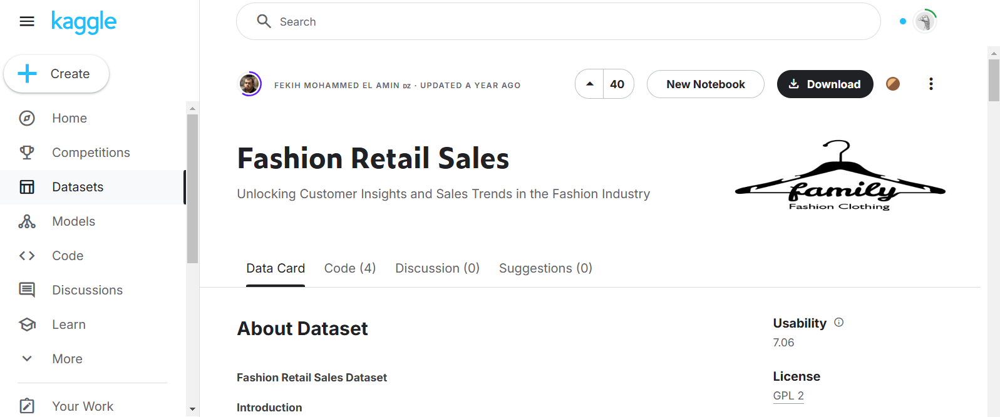 kaggle
Search
Create
Home
Competitions
Datasets
Models
Code
Discussions
Learn
More
Your Work
FEKIH MOHAMMED EL AMIN DZ · UPDATED A YEAR AGO
40
New Notebook
Download
Fashion Retail Sales
Unlocking Customer Insights and Sales Trends in the Fashion Industry
family
Fashion Clothing
Data Card
Code (4)
Discussion (0)
Suggestions (0)
About Dataset
Fashion Retail Sales Dataset
Introduction
Usability
7.06
License
GPL 2